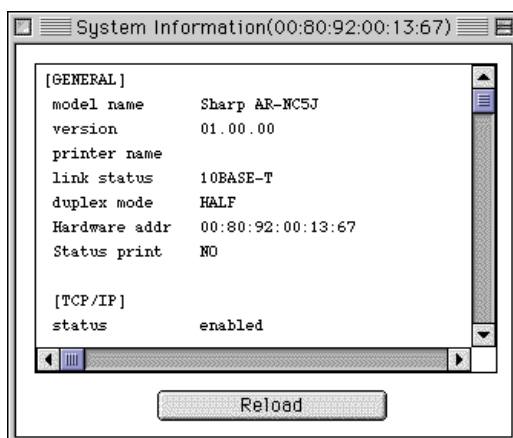 System Information(00:80:92:00:13:67)
[GENERAL]
model name Sharp AR-NC5J
version 01.00.00
printer name
link status 10BASE-T
duplex mode HALF
Hardware addr 00:80:92:00:13:67
Status print NO
[TCP/IP]
status enabled
Reload